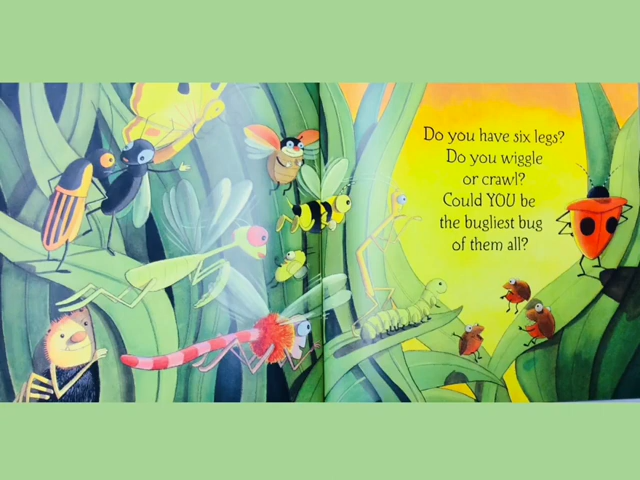 Do you have six legs?
Do you wiggle
or crawl?
Could YOU be
the bugliest bug
of them all?